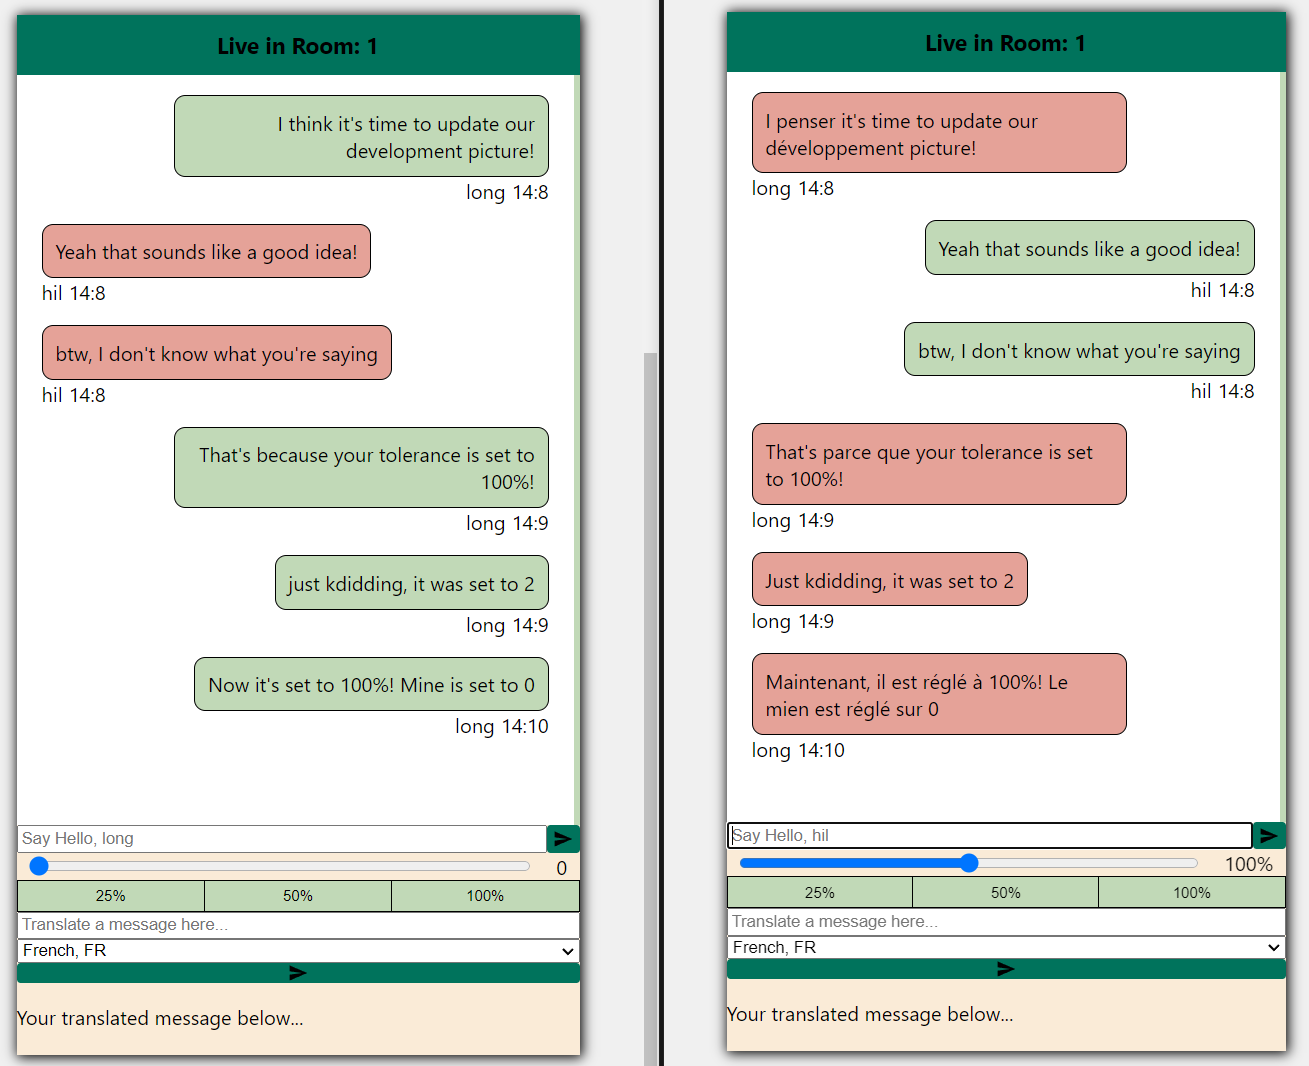 Live in Room: 1
I think it's time to update our
development picture!
long 14:8
Yeah that sounds like a good idea!
hil 14:8
btw, I don't know what you're saying
hil 14:8
That's because your tolerance is set to
100%!
long 14:9
just kdidding, it was set to 2
long 14:9
Now it's set to 100%! Mine is set to 0
long 14:10
Say Hello, long
0
25% 50% 100%
Translate a message here...
French, FR
Your translated message below...
Live in Room: 1
I penser it's time to update our
développement picture!
long 14:8
Yeah that sounds like a good idea!
hil 14:8
btw, I don't know what you're saying
hil 14:8
That's parce que your tolerance is set
to 100%!
long 14:9
Just kdidding, it was set to 2
long 14:9
Maintenant, il est réglé à 100%! Le
mien est réglé sur 0
long 14:10
Say Hello, hil
100%
25% 50% 100%
Translate a message here...
French, FR
Your translated message below...